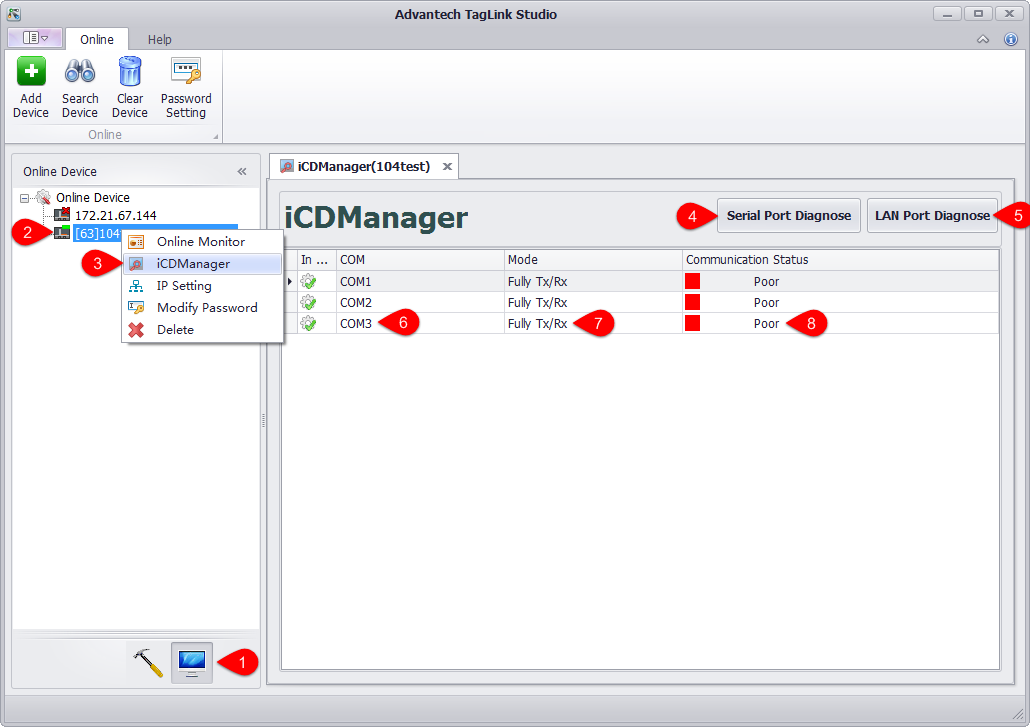 Advantech TagLink Studio
Online
Help
Add Device
Search Device
Clear Device
Password Setting
Online
Online Device
Online Device
172.21.67.144
2
[63]104
Online Monitor
3
iCDManager
IP Setting
Modify Password
Delete
1
iCDManager(104test)
iCDManager
4
Serial Port Diagnose
LAN Port Diagnose
5
In ...
COM
Mode
Communication Status
COM1
Fully Tx/Rx
Poor
COM2
Fully Tx/Rx
Poor
COM3
6
Fully Tx/Rx
7
Poor
8